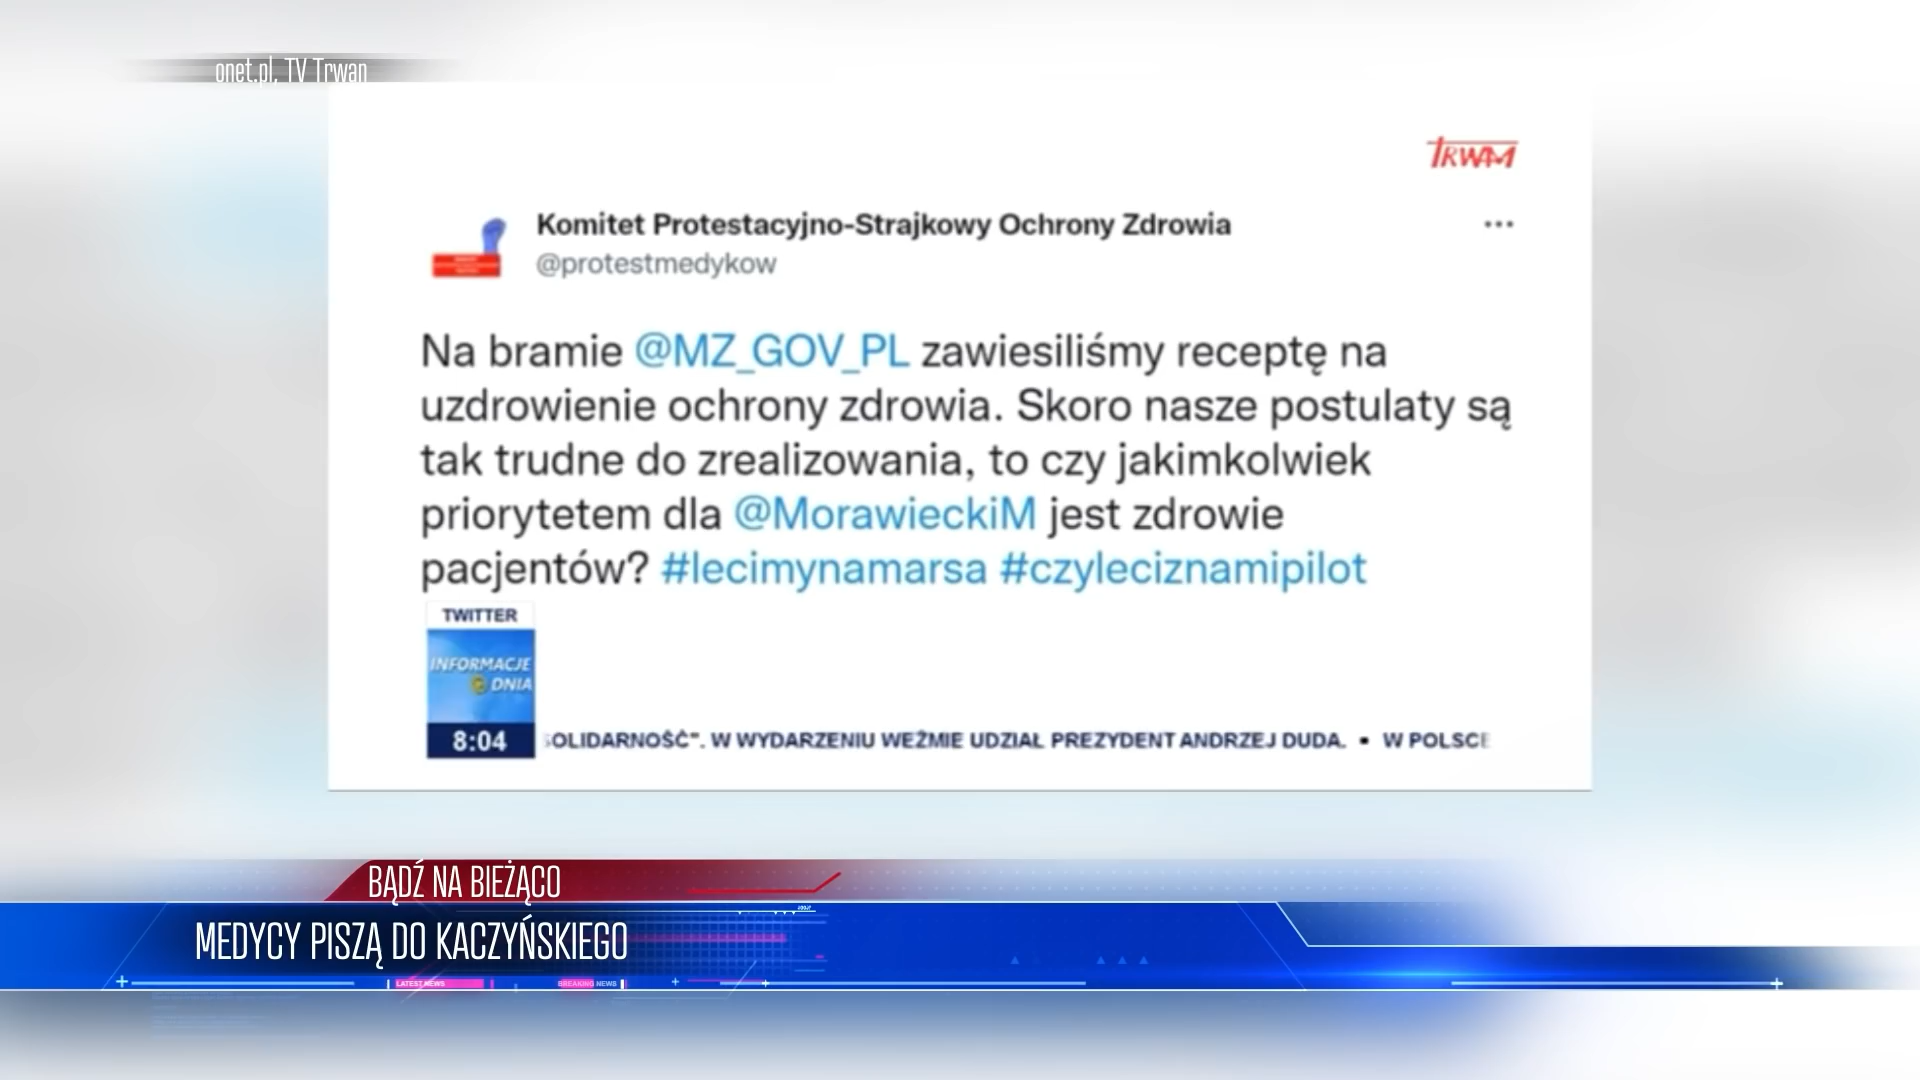 onet.pl, TV Trwan
TRWAM
Komitet Protestacyjno-Strajkowy Ochrony Zdrowia
@protestmedykow
Na bramie @MZ_GOV_PL zawiesiliśmy receptę na
uzdrowienie ochrony zdrowia. Skoro nasze postulaty są
tak trudne do zrealizowania, to czy jakimkolwiek
priorytetem dla @MorawieckiM jest zdrowie
pacjentów? #lecimynamarsa #czyleciznamipilot
TWITTER
INFORMACJE
DNIA
8:04
SOLIDARNOŚĆ". W WYDARZENIU WEŹMIE UDZIAŁ PREZYDENT ANDRZEJ DUDA. • W POLSCE
BĄDŹ NA BIEŻĄCO
MEDYCY PISZĄ DO KACZYŃSKIEGO
LATEST NEWS
BREAKING NEWS